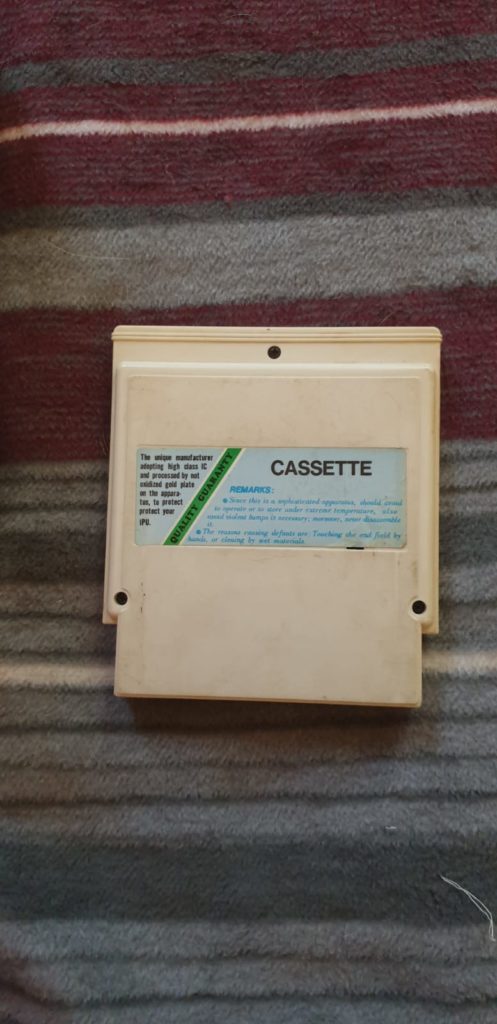 The unique manufacturer
adopting high class IC
and processed by not
oxidized gold plate
on the appara-
tus, to protect
protect your
IPU.
QUALITY GUARANTY
CASSETTE
REMARKS:
Since this is a sophisticated apparatus, should avoid
to operate or to store under extreme temperature, also
avoid violent bumps is necessary; moreover, never disassemble
it.
The reasons causing defaults are: Touching the end field by
hands, or cleaning by wet materials.